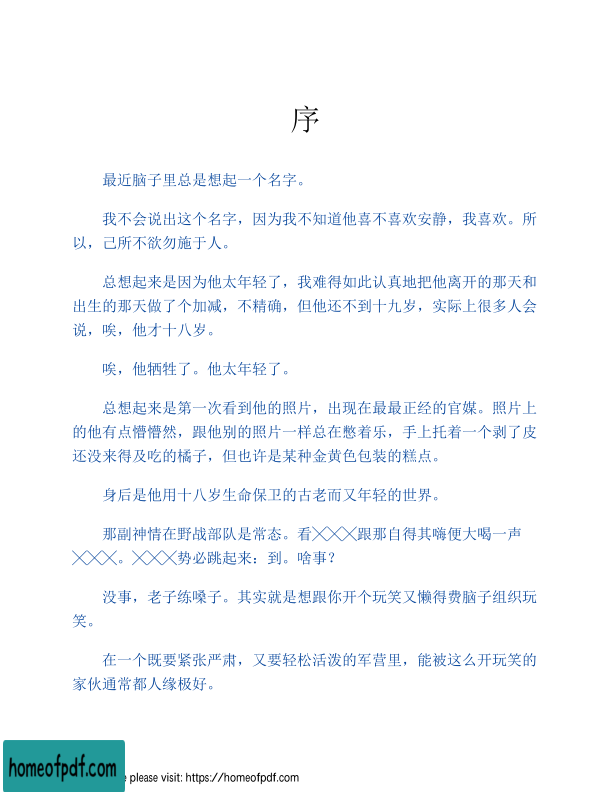 序
最近脑子里总是想起一个名字。
我不会说出这个名字，因为我不知道他喜不喜欢安静，我喜欢。所
以，己所不欲勿施于人。
总想起来是因为他太年轻了，我难得如此认真地把他离开的那天和
出生的那天做了个加减，不精确，但他还不到十九岁，实际上很多人会
说，唉，他才十八岁。
唉，他牺牲了。他太年轻了。
总想起来是第一次看到他的照片，出现在最最正经的官媒。照片上
的他有点懵懵然，跟他别的照片一样总在憋着乐，手上托着一个剥了皮
还没来得及吃的橘子，但也许是某种金黄色包装的糕点。
身后是他用十八岁生命保卫的古老而又年轻的世界。
那副神情在野战部队是常态。看╳╳╳跟那自得其嗨便大喝一声
╳╳╳。╳╳╳势必跳起来：到。啥事？
没事，老子练嗓子。其实就是想跟你开个玩笑又懒得费脑子组织玩
笑。
在一个既要紧张严肃，又要轻松活泼的军营里，能被这么开玩笑的
家伙通常都人缘极好。
homeofpdf.com
e please visit: https://homeofpdf.com